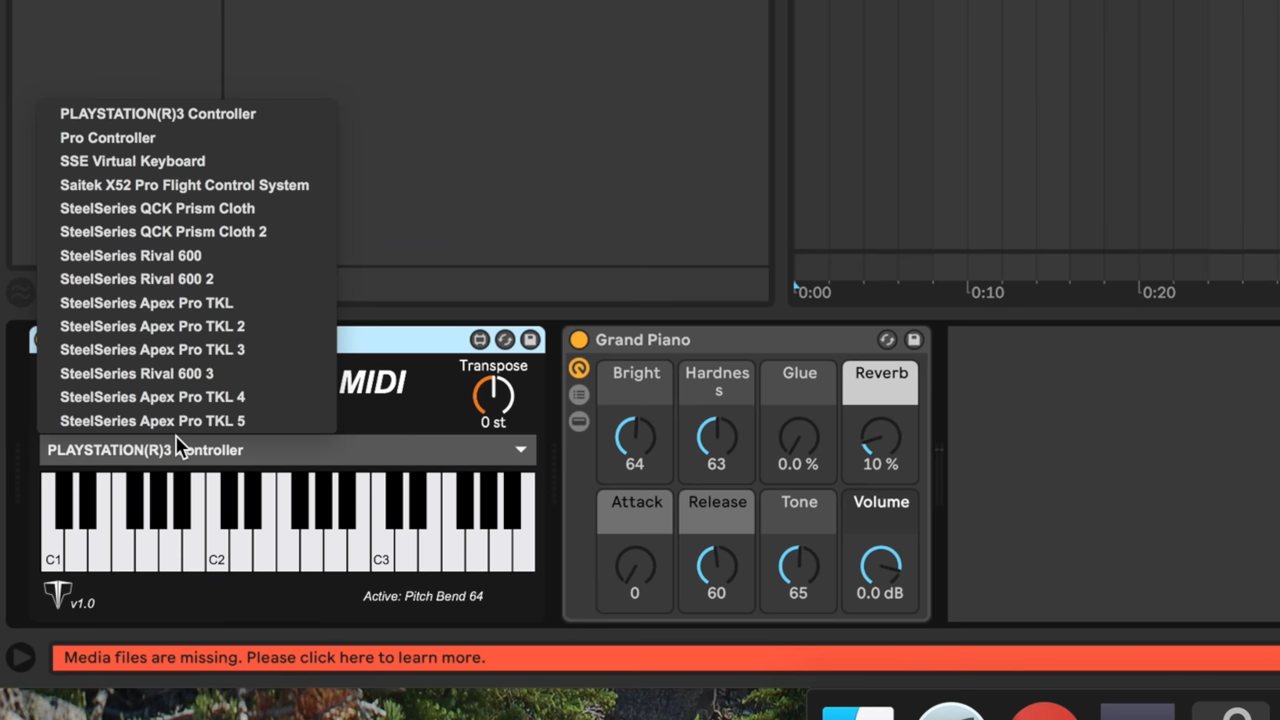 PLAYSTATION(R)3 Controller
Pro Controller
SSE Virtual Keyboard
Saitek X52 Pro Flight Control System
SteelSeries QCK Prism Cloth
SteelSeries QCK Prism Cloth 2
SteelSeries Rival 600
SteelSeries Rival 600 2
SteelSeries Apex Pro TKL
SteelSeries Apex Pro TKL 2
SteelSeries Apex Pro TKL 3
SteelSeries Rival 600 3
SteelSeries Apex Pro TKL 4
SteelSeries Apex Pro TKL 5
0:00 0:10 0:20
MIDI
Transpose
0 st
PLAYSTATION(R)3 Controller
C1 C2 C3
v1.0
Active: Pitch Bend 64
Grand Piano
Bright Hardnes Glue Reverb
s
64 63 0.0 % 10 %
Attack Release Tone Volume
0 60 65 0.0 dB
Media files are missing. Please click here to learn more.